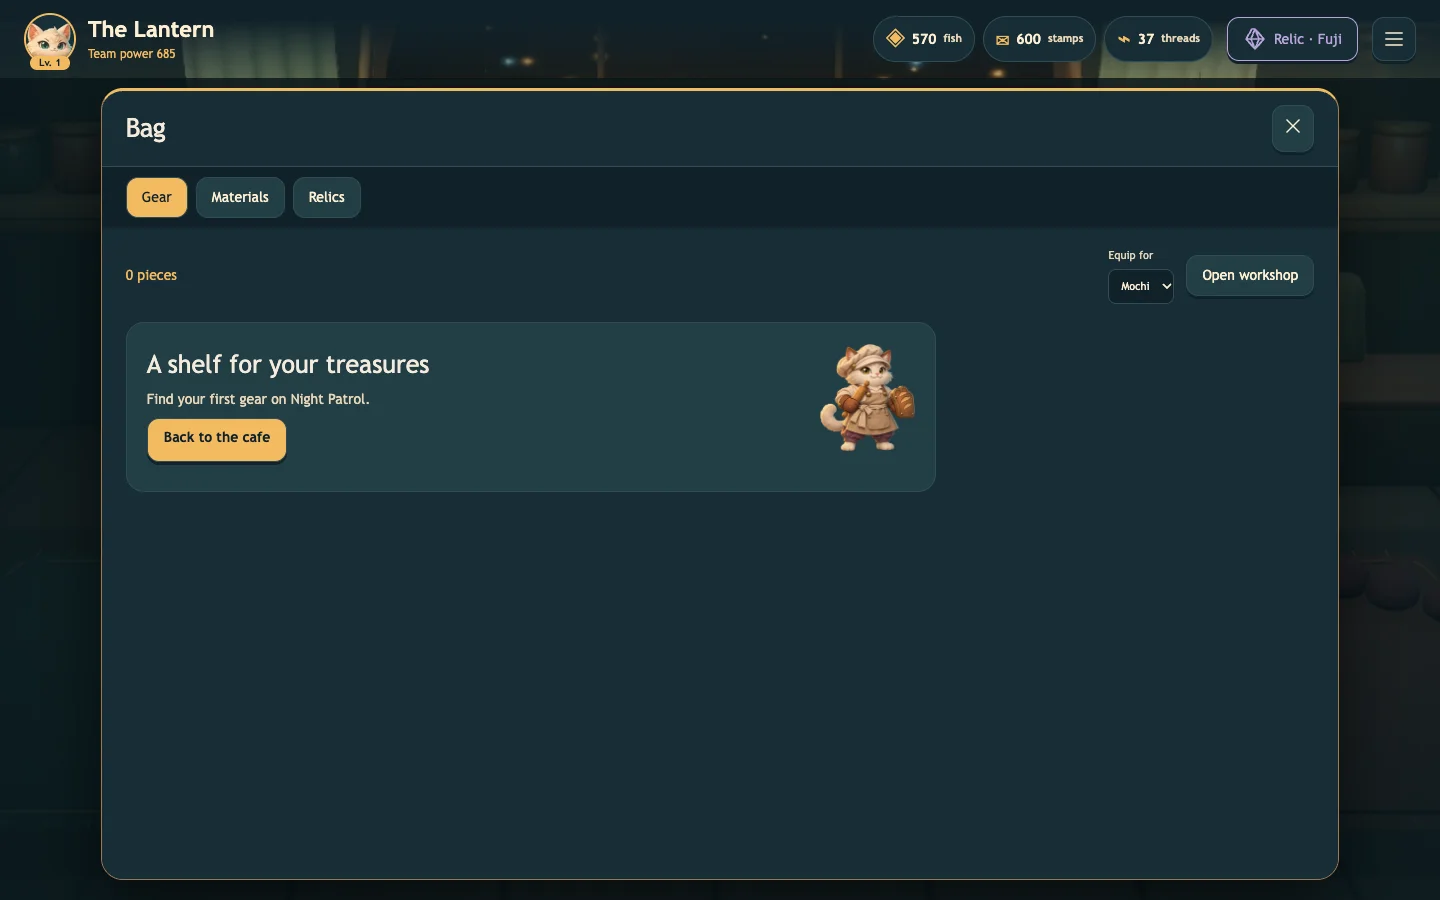 The Lantern
Team power 685
Lv. 1
570 fish
600 stamps
37 threads
Relic · Fuji
Bag
Gear
Materials
Relics
0 pieces
Equip for
Mochi
Open workshop
A shelf for your treasures
Find your first gear on Night Patrol.
Back to the cafe